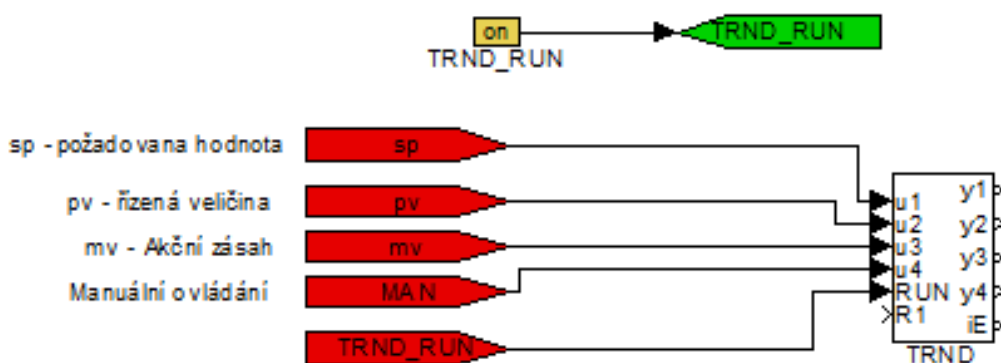 on
TRND_RUN
TRND_RUN
sp - požadovana hodnota
sp
pv - řízená veličina
pv
mv - Akční zásah
mv
Manuální ovládání
MAN
TRND_RUN
u1
u2
u3
u4
RUN
R1
y1
y2
y3
y4
iE
TRND